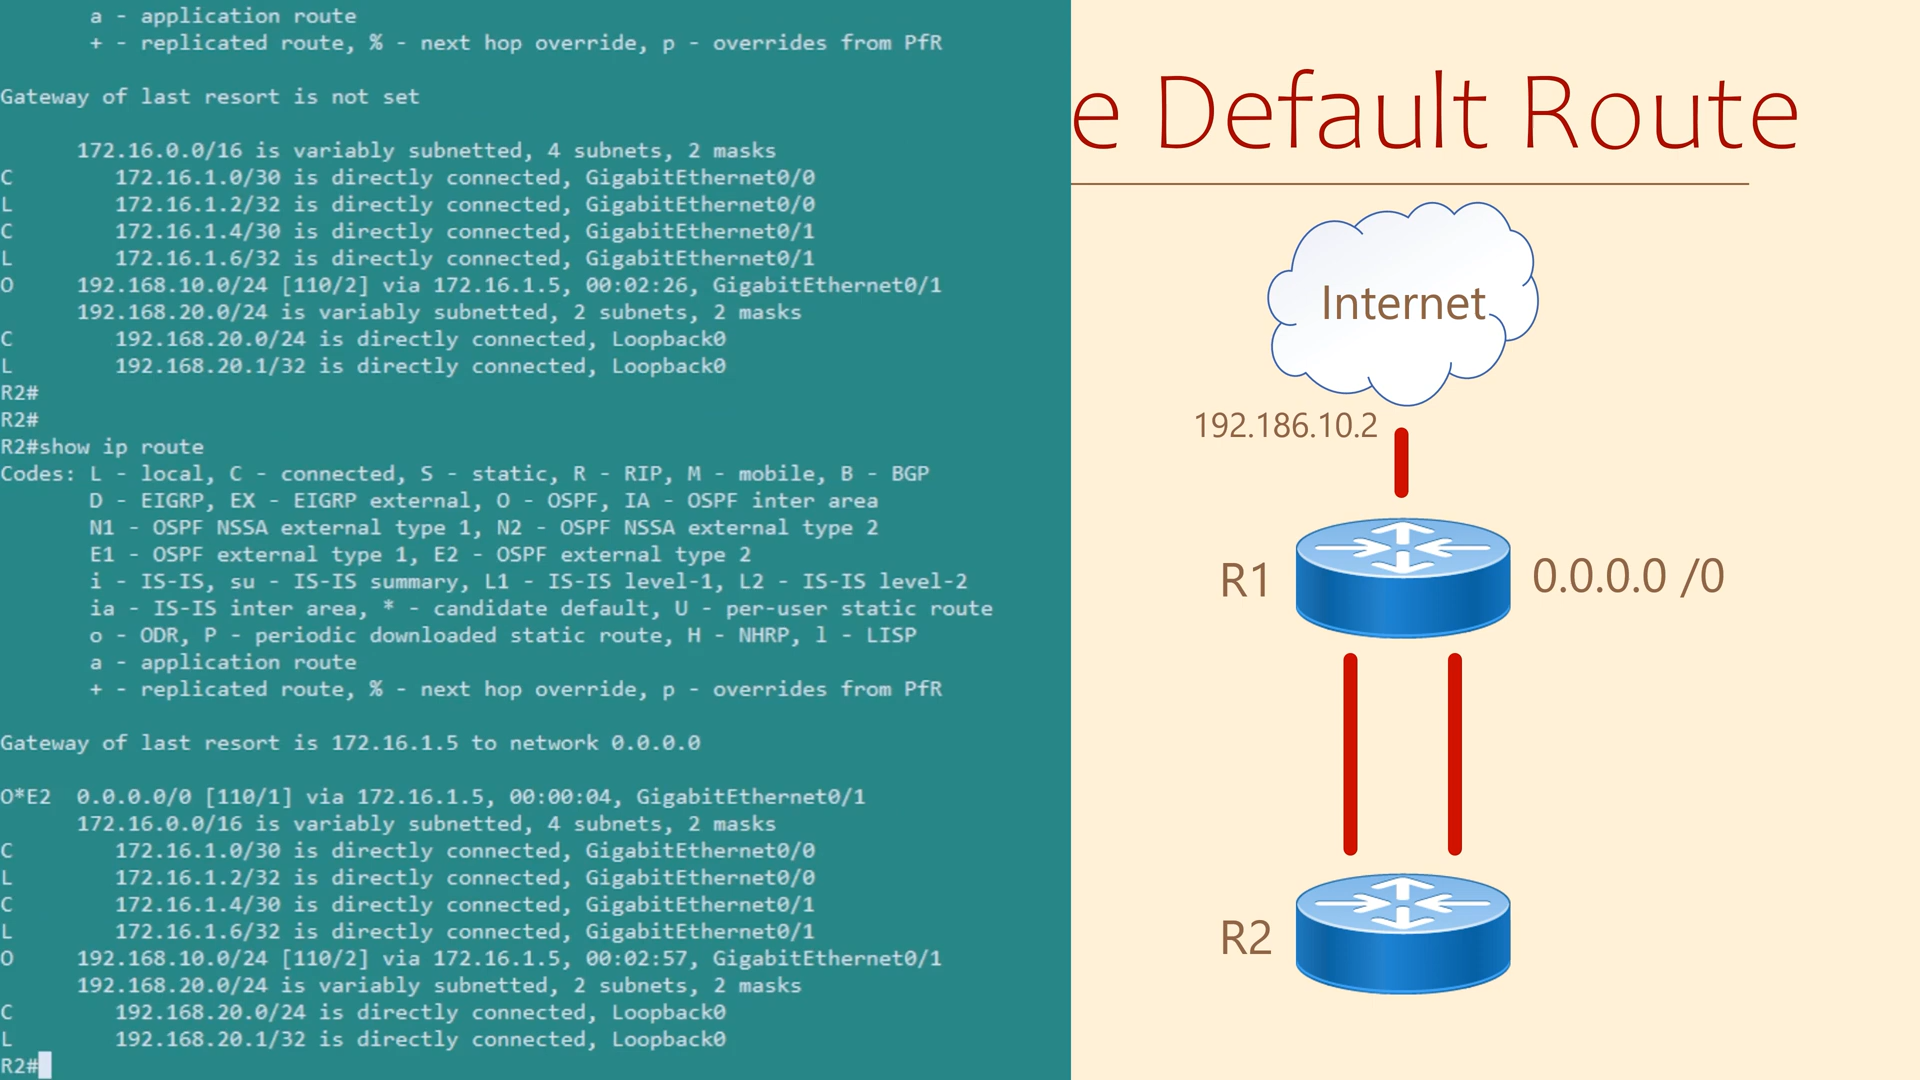 a - application route
+ - replicated route, % - next hop override, p - overrides from PfR
Gateway of last resort is not set
172.16.0.0/16 is variably subnetted, 4 subnets, 2 masks
C 172.16.1.0/30 is directly connected, GigabitEthernet0/0
L 172.16.1.2/32 is directly connected, GigabitEthernet0/0
C 172.16.1.4/30 is directly connected, GigabitEthernet0/1
L 172.16.1.6/32 is directly connected, GigabitEthernet0/1
O 192.168.10.0/24 [110/2] via 172.16.1.5, 00:02:26, GigabitEthernet0/1
192.168.20.0/24 is variably subnetted, 2 subnets, 2 masks
C 192.168.20.0/24 is directly connected, Loopback0
L 192.168.20.1/32 is directly connected, Loopback0
R2#
R2#
R2#show ip route
Codes: L - local, C - connected, S - static, R - RIP, M - mobile, B - BGP
D - EIGRP, EX - EIGRP external, O - OSPF, IA - OSPF inter area
N1 - OSPF NSSA external type 1, N2 - OSPF NSSA external type 2
E1 - OSPF external type 1, E2 - OSPF external type 2
i - IS-IS, su - IS-IS summary, L1 - IS-IS level-1, L2 - IS-IS level-2
ia - IS-IS inter area, * - candidate default, U - per-user static route
o - ODR, P - periodic downloaded static route, H - NHRP, l - LISP
a - application route
+ - replicated route, % - next hop override, p - overrides from PfR
Gateway of last resort is 172.16.1.5 to network 0.0.0.0
O*E2 0.0.0.0/0 [110/1] via 172.16.1.5, 00:00:04, GigabitEthernet0/1
172.16.0.0/16 is variably subnetted, 4 subnets, 2 masks
C 172.16.1.0/30 is directly connected, GigabitEthernet0/0
L 172.16.1.2/32 is directly connected, GigabitEthernet0/0
C 172.16.1.4/30 is directly connected, GigabitEthernet0/1
L 172.16.1.6/32 is directly connected, GigabitEthernet0/1
O 192.168.10.0/24 [110/2] via 172.16.1.5, 00:02:57, GigabitEthernet0/1
192.168.20.0/24 is variably subnetted, 2 subnets, 2 masks
C 192.168.20.0/24 is directly connected, Loopback0
L 192.168.20.1/32 is directly connected, Loopback0
R2#
e Default Route
Internet
192.186.10.2
R1
0.0.0.0 /0
R2